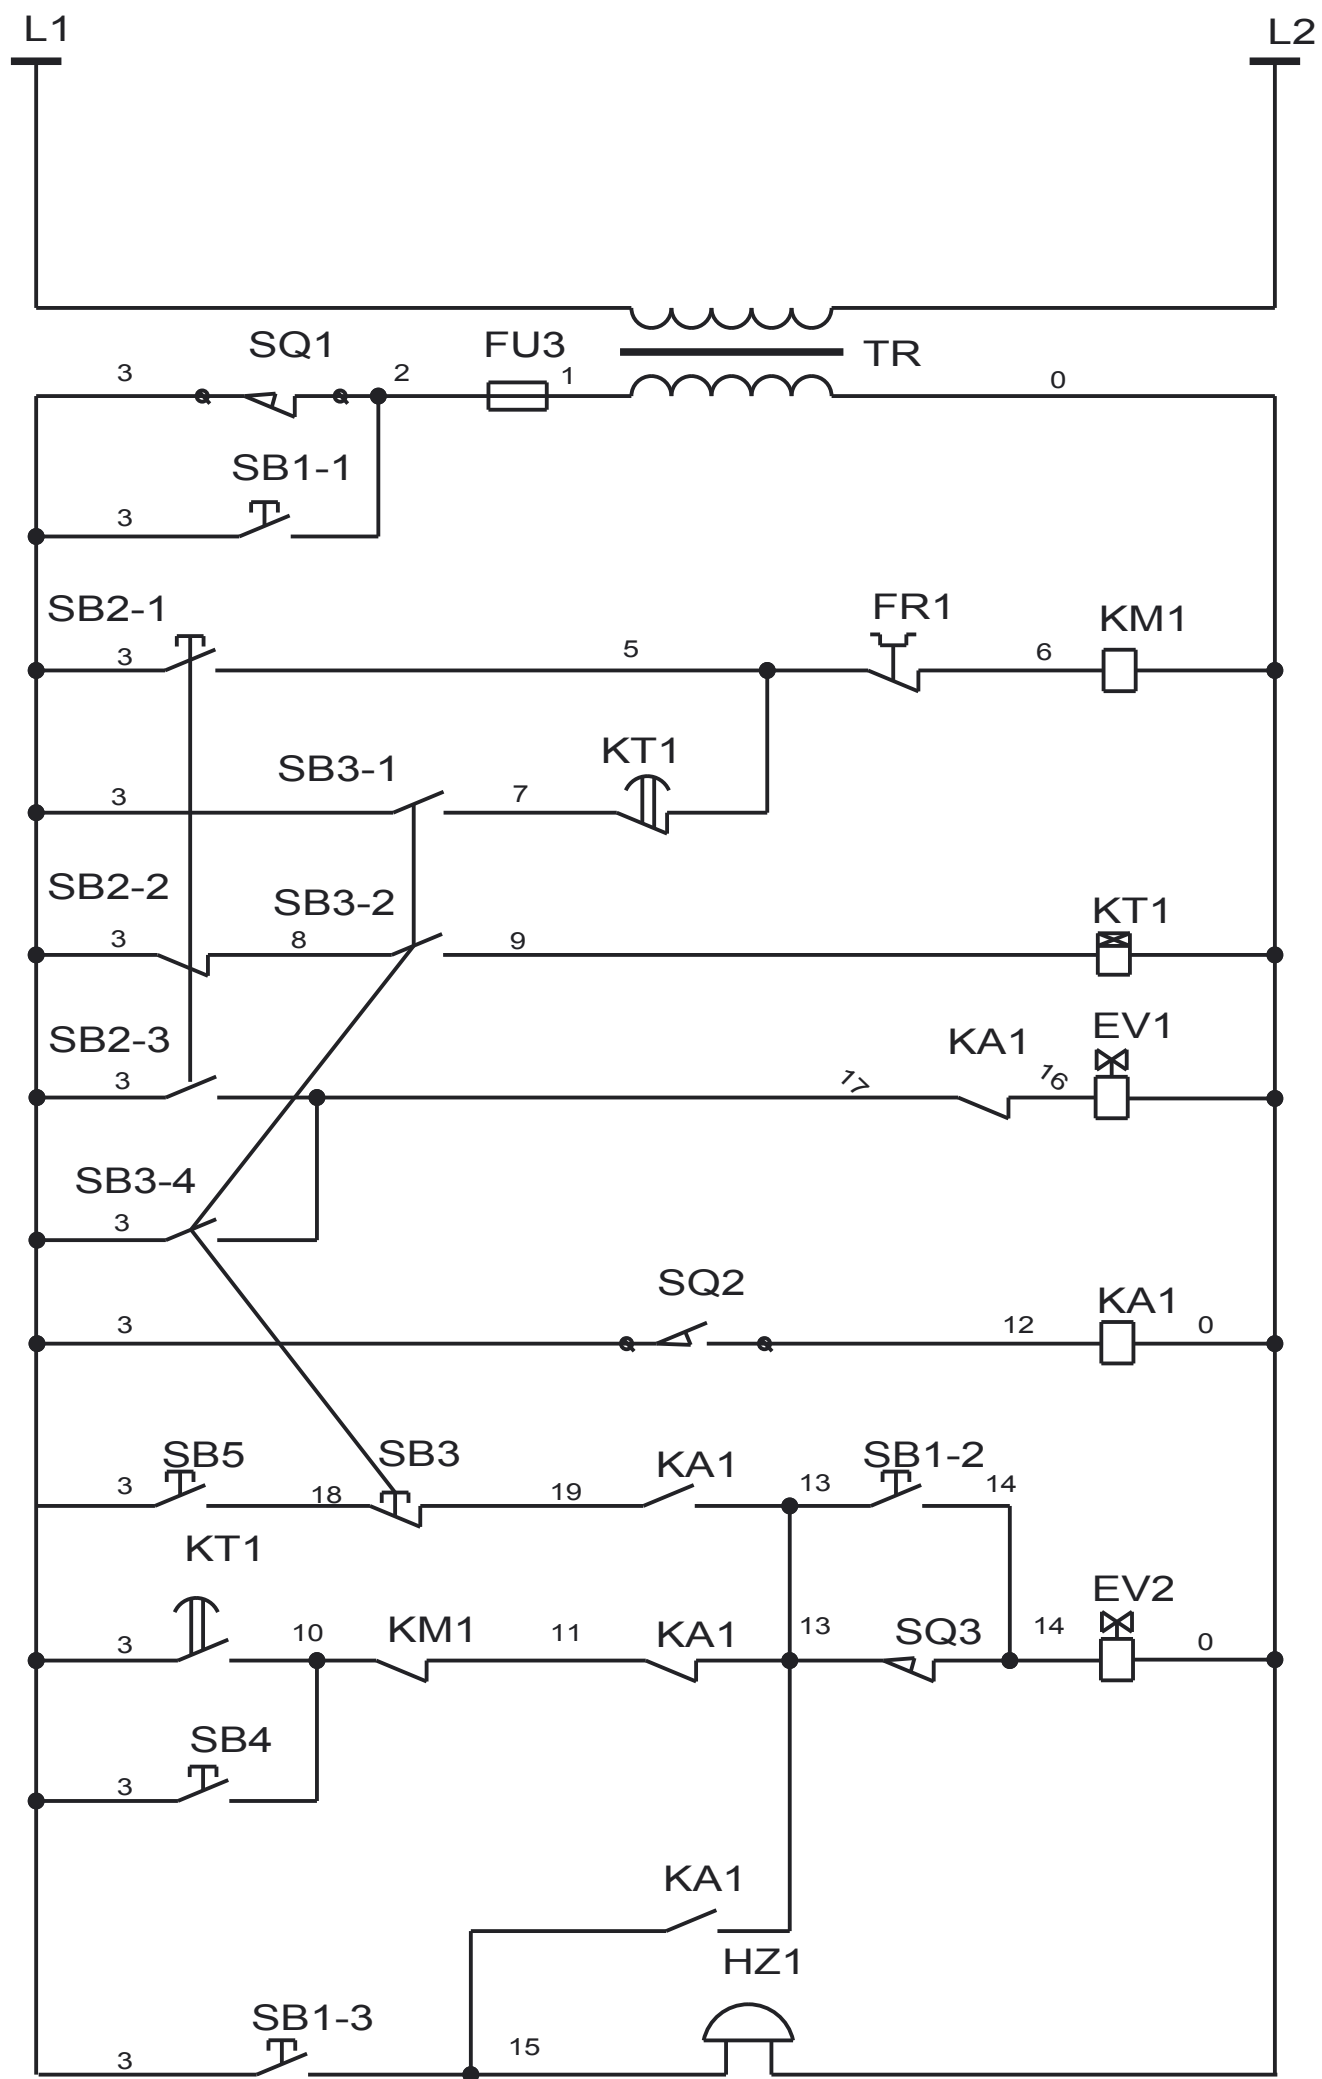 L1 L2
SQ1 FU3 TR
3 2 1 0
SB1-1
3
SB2-1 FR1 KM1
3 5 6
SB3-1 KT1
3 7
SB2-2 SB3-2 KT1
3 8 9
SB2-3 KA1 EV1
3 17 16
SB3-4
3
SQ2 KA1
3 12 0
SB5 SB3 KA1 SB1-2
3 18 19 13 14
KT1 KM1 KA1 SQ3 EV2
3 10 11 13 14 0
SB4
3
KA1
HZ1
SB1-3
3 15